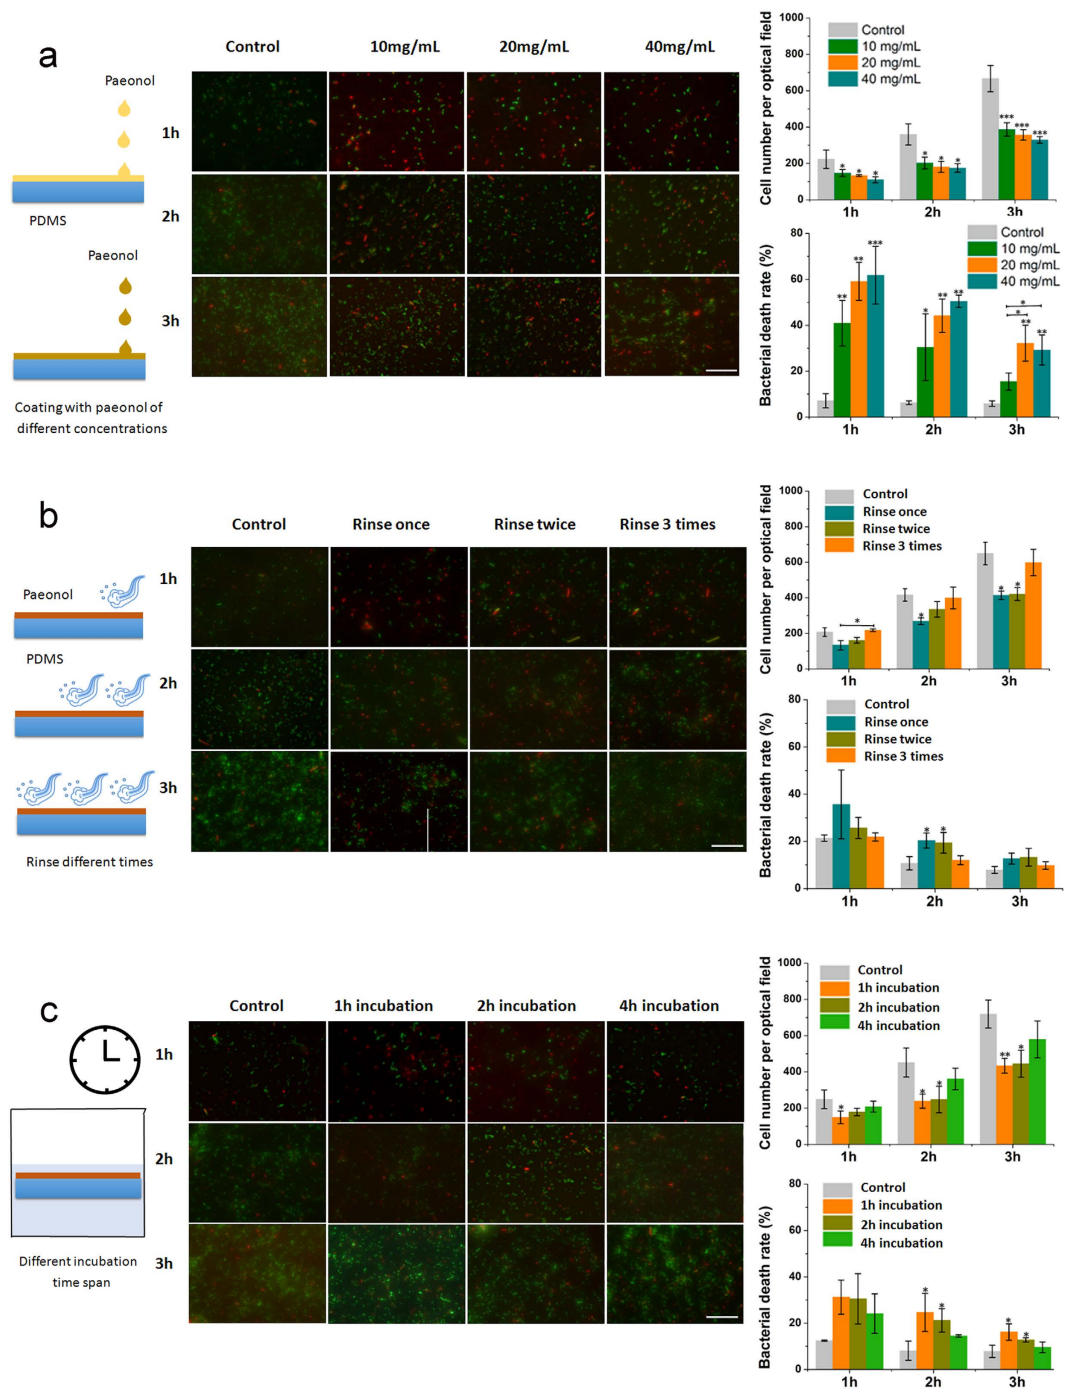 a
Paeonol
PDMS
Paeonol
Coating with paeonol of
different concentrations
Control
10mg/mL
20mg/mL
40mg/mL
1h
2h
3h
Cell number per optical field
1000
800
600
400
200
0
Control
10 mg/mL
20 mg/mL
40 mg/mL
* * *
* * *
*** *** ***
1h
2h
3h
Bacterial death rate (%)
80
60
40
20
0
Control
10 mg/mL
20 mg/mL
40 mg/mL
** ** ***
* ** **
* * ** **
1h
2h
3h
b
Paeonol
PDMS
Rinse different times
Control
Rinse once
Rinse twice
Rinse 3 times
1h
2h
3h
Cell number per optical field
1000
800
600
400
200
0
Control
Rinse once
Rinse twice
Rinse 3 times
*
*
* *
1h
2h
3h
Bacterial death rate (%)
80
60
40
20
0
Control
Rinse once
Rinse twice
Rinse 3 times
* *
1h
2h
3h
c
Different incubation
time span
Control
1h incubation
2h incubation
4h incubation
1h
2h
3h
Cell number per optical field
1000
800
600
400
200
0
Control
1h incubation
2h incubation
4h incubation
*
* *
** *
1h
2h
3h
Bacterial death rate (%)
80
60
40
20
0
Control
1h incubation
2h incubation
4h incubation
* *
* *
1h
2h
3h